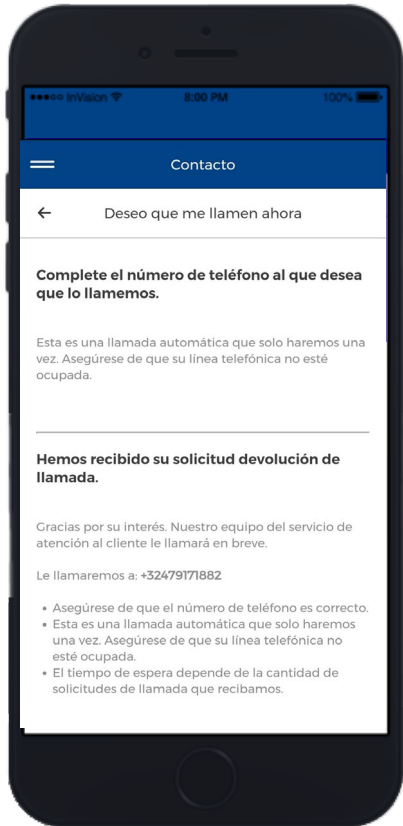 InVision
8:00 PM
100%
Contacto
Deseo que me llamen ahora
Complete el número de teléfono al que desea
que lo llamemos.
Esta es una llamada automática que solo haremos una
vez. Asegúrese de que su línea telefónica no esté
ocupada.
Hemos recibido su solicitud devolución de
llamada.
Gracias por su interés. Nuestro equipo del servicio de
atención al cliente le llamará en breve.
Le llamaremos a: +32479171882
• Asegúrese de que el número de teléfono es correcto.
• Esta es una llamada automática que solo haremos
una vez. Asegúrese de que su línea telefónica no
esté ocupada.
• El tiempo de espera depende de la cantidad de
solicitudes de llamada que recibamos.